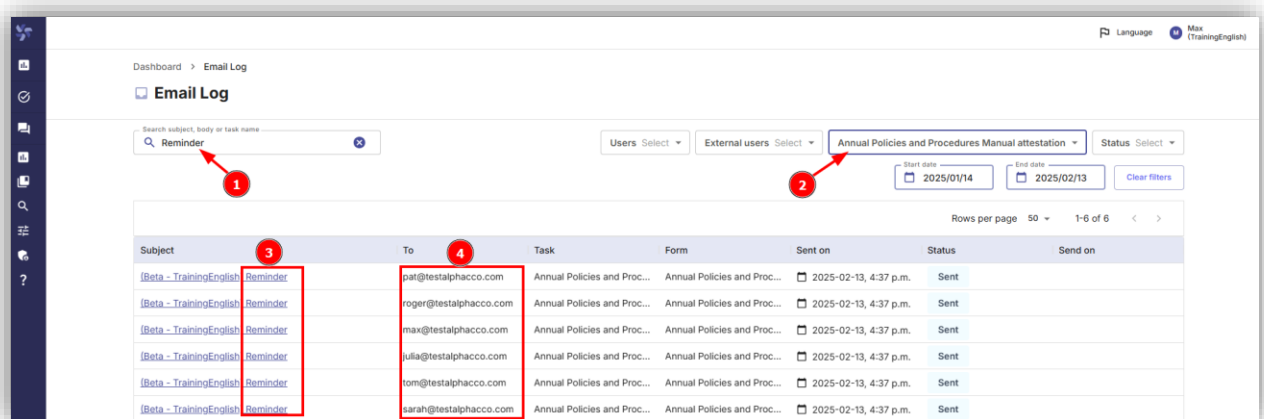 Language M Max
(TrainingEnglish)
Dashboard > Email Log
Email Log
Search subject, body or task name
Reminder
Users Select
External users Select
Annual Policies and Procedures Manual attestation
Status Select
1
2
Start date
2025/01/14
End date
2025/02/13
Clear filters
Rows per page 50 1-6 of 6 < >
Subject 3 To 4 Task Form Sent on Status Send on
(Beta - TrainingEnglish) Reminder pat@testalphacco.com Annual Policies and Proc... Annual Policies and Proc... 2025-02-13, 4:37 p.m. Sent
?
(Beta - TrainingEnglish) Reminder roger@testalphacco.com Annual Policies and Proc... Annual Policies and Proc... 2025-02-13, 4:37 p.m. Sent
(Beta - TrainingEnglish) Reminder max@testalphacco.com Annual Policies and Proc... Annual Policies and Proc... 2025-02-13, 4:37 p.m. Sent
(Beta - TrainingEnglish) Reminder julia@testalphacco.com Annual Policies and Proc... Annual Policies and Proc... 2025-02-13, 4:37 p.m. Sent
(Beta - TrainingEnglish) Reminder tom@testalphacco.com Annual Policies and Proc... Annual Policies and Proc... 2025-02-13, 4:37 p.m. Sent
(Beta - TrainingEnglish) Reminder sarah@testalphacco.com Annual Policies and Proc... Annual Policies and Proc... 2025-02-13, 4:37 p.m. Sent